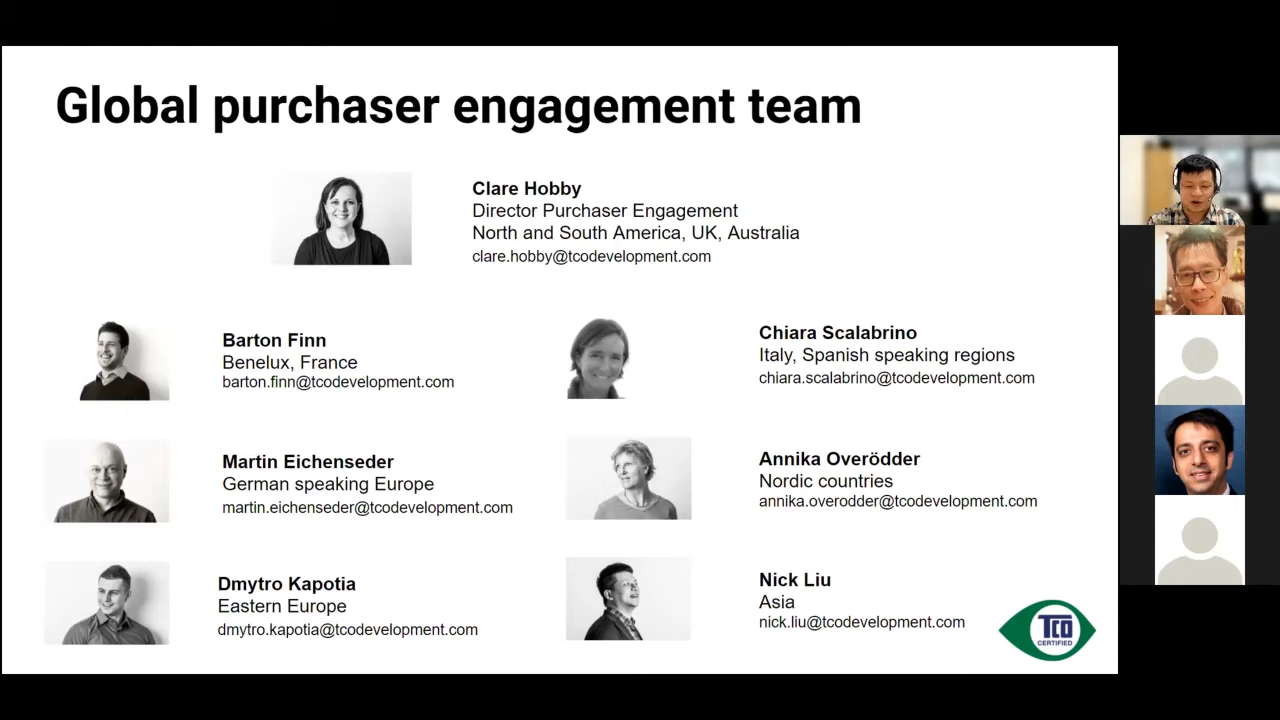 Global purchaser engagement team
Clare Hobby
Director Purchaser Engagement
North and South America, UK, Australia
clare.hobby@tcodevelopment.com
Barton Finn
Benelux, France
barton.finn@tcodevelopment.com
Chiara Scalabrino
Italy, Spanish speaking regions
chiara.scalabrino@tcodevelopment.com
Martin Eichenseder
German speaking Europe
martin.eichenseder@tcodevelopment.com
Annika Overödder
Nordic countries
annika.overodder@tcodevelopment.com
Dmytro Kapotia
Eastern Europe
dmytro.kapotia@tcodevelopment.com
Nick Liu
Asia
nick.liu@tcodevelopment.com
TCO
CERTIFIED